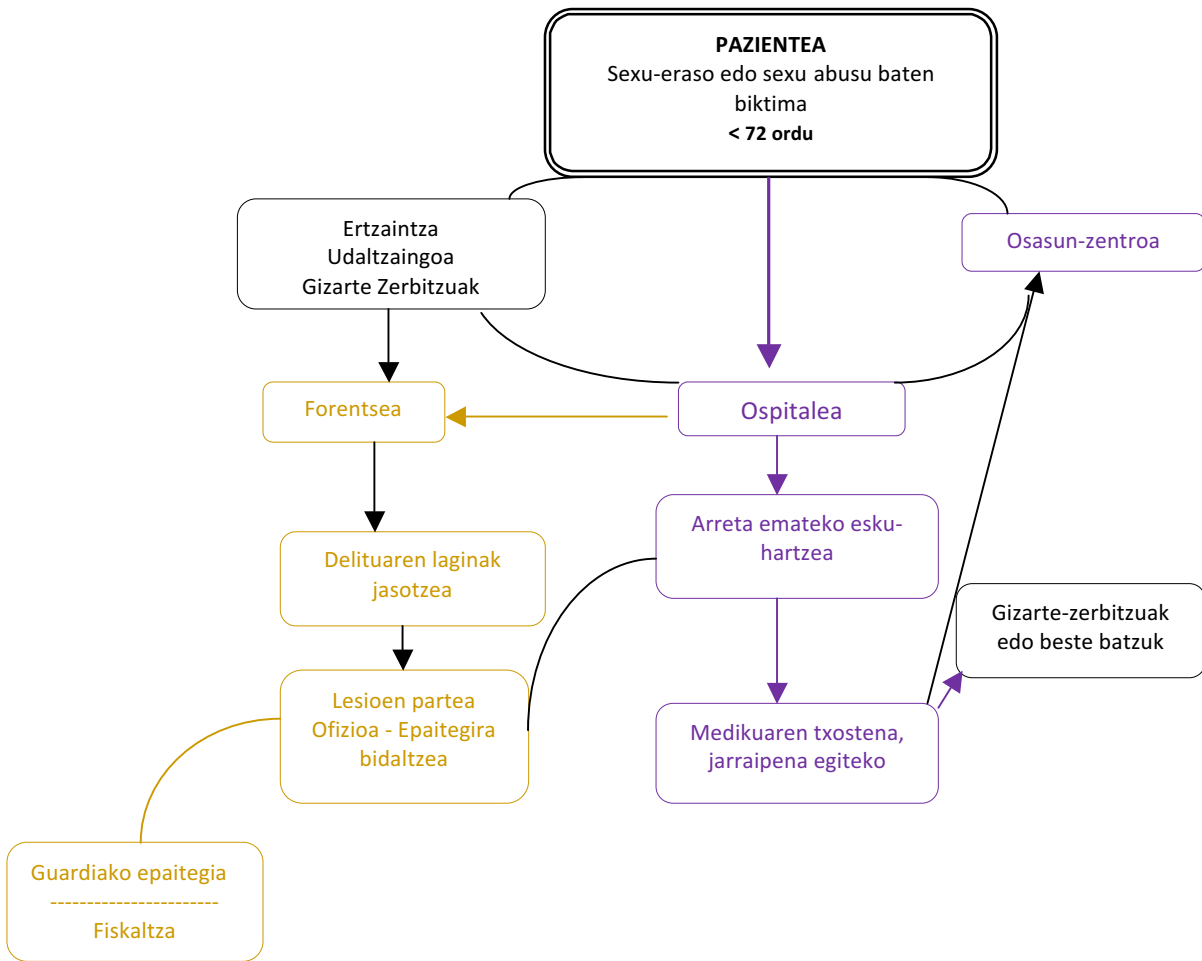 PAZIENTEA
Sexu-eraso edo sexu abusu baten
biktima
< 72 ordu
Ertzaintza
Udaltzaingoa
Gizarte Zerbitzuak
Osasun-zentroa
Forentsea
Ospitalea
Arreta emateko esku-
hartzea
Delituaren laginak
jasotzea
Gizarte-zerbitzuak
edo beste batzuk
Lesioen partea
Ofizioa - Epaitegira
bidaltzea
Medikuaren txostena,
jarraipena egiteko
Guardiako epaitegia
-----------------------
Fiskaltza